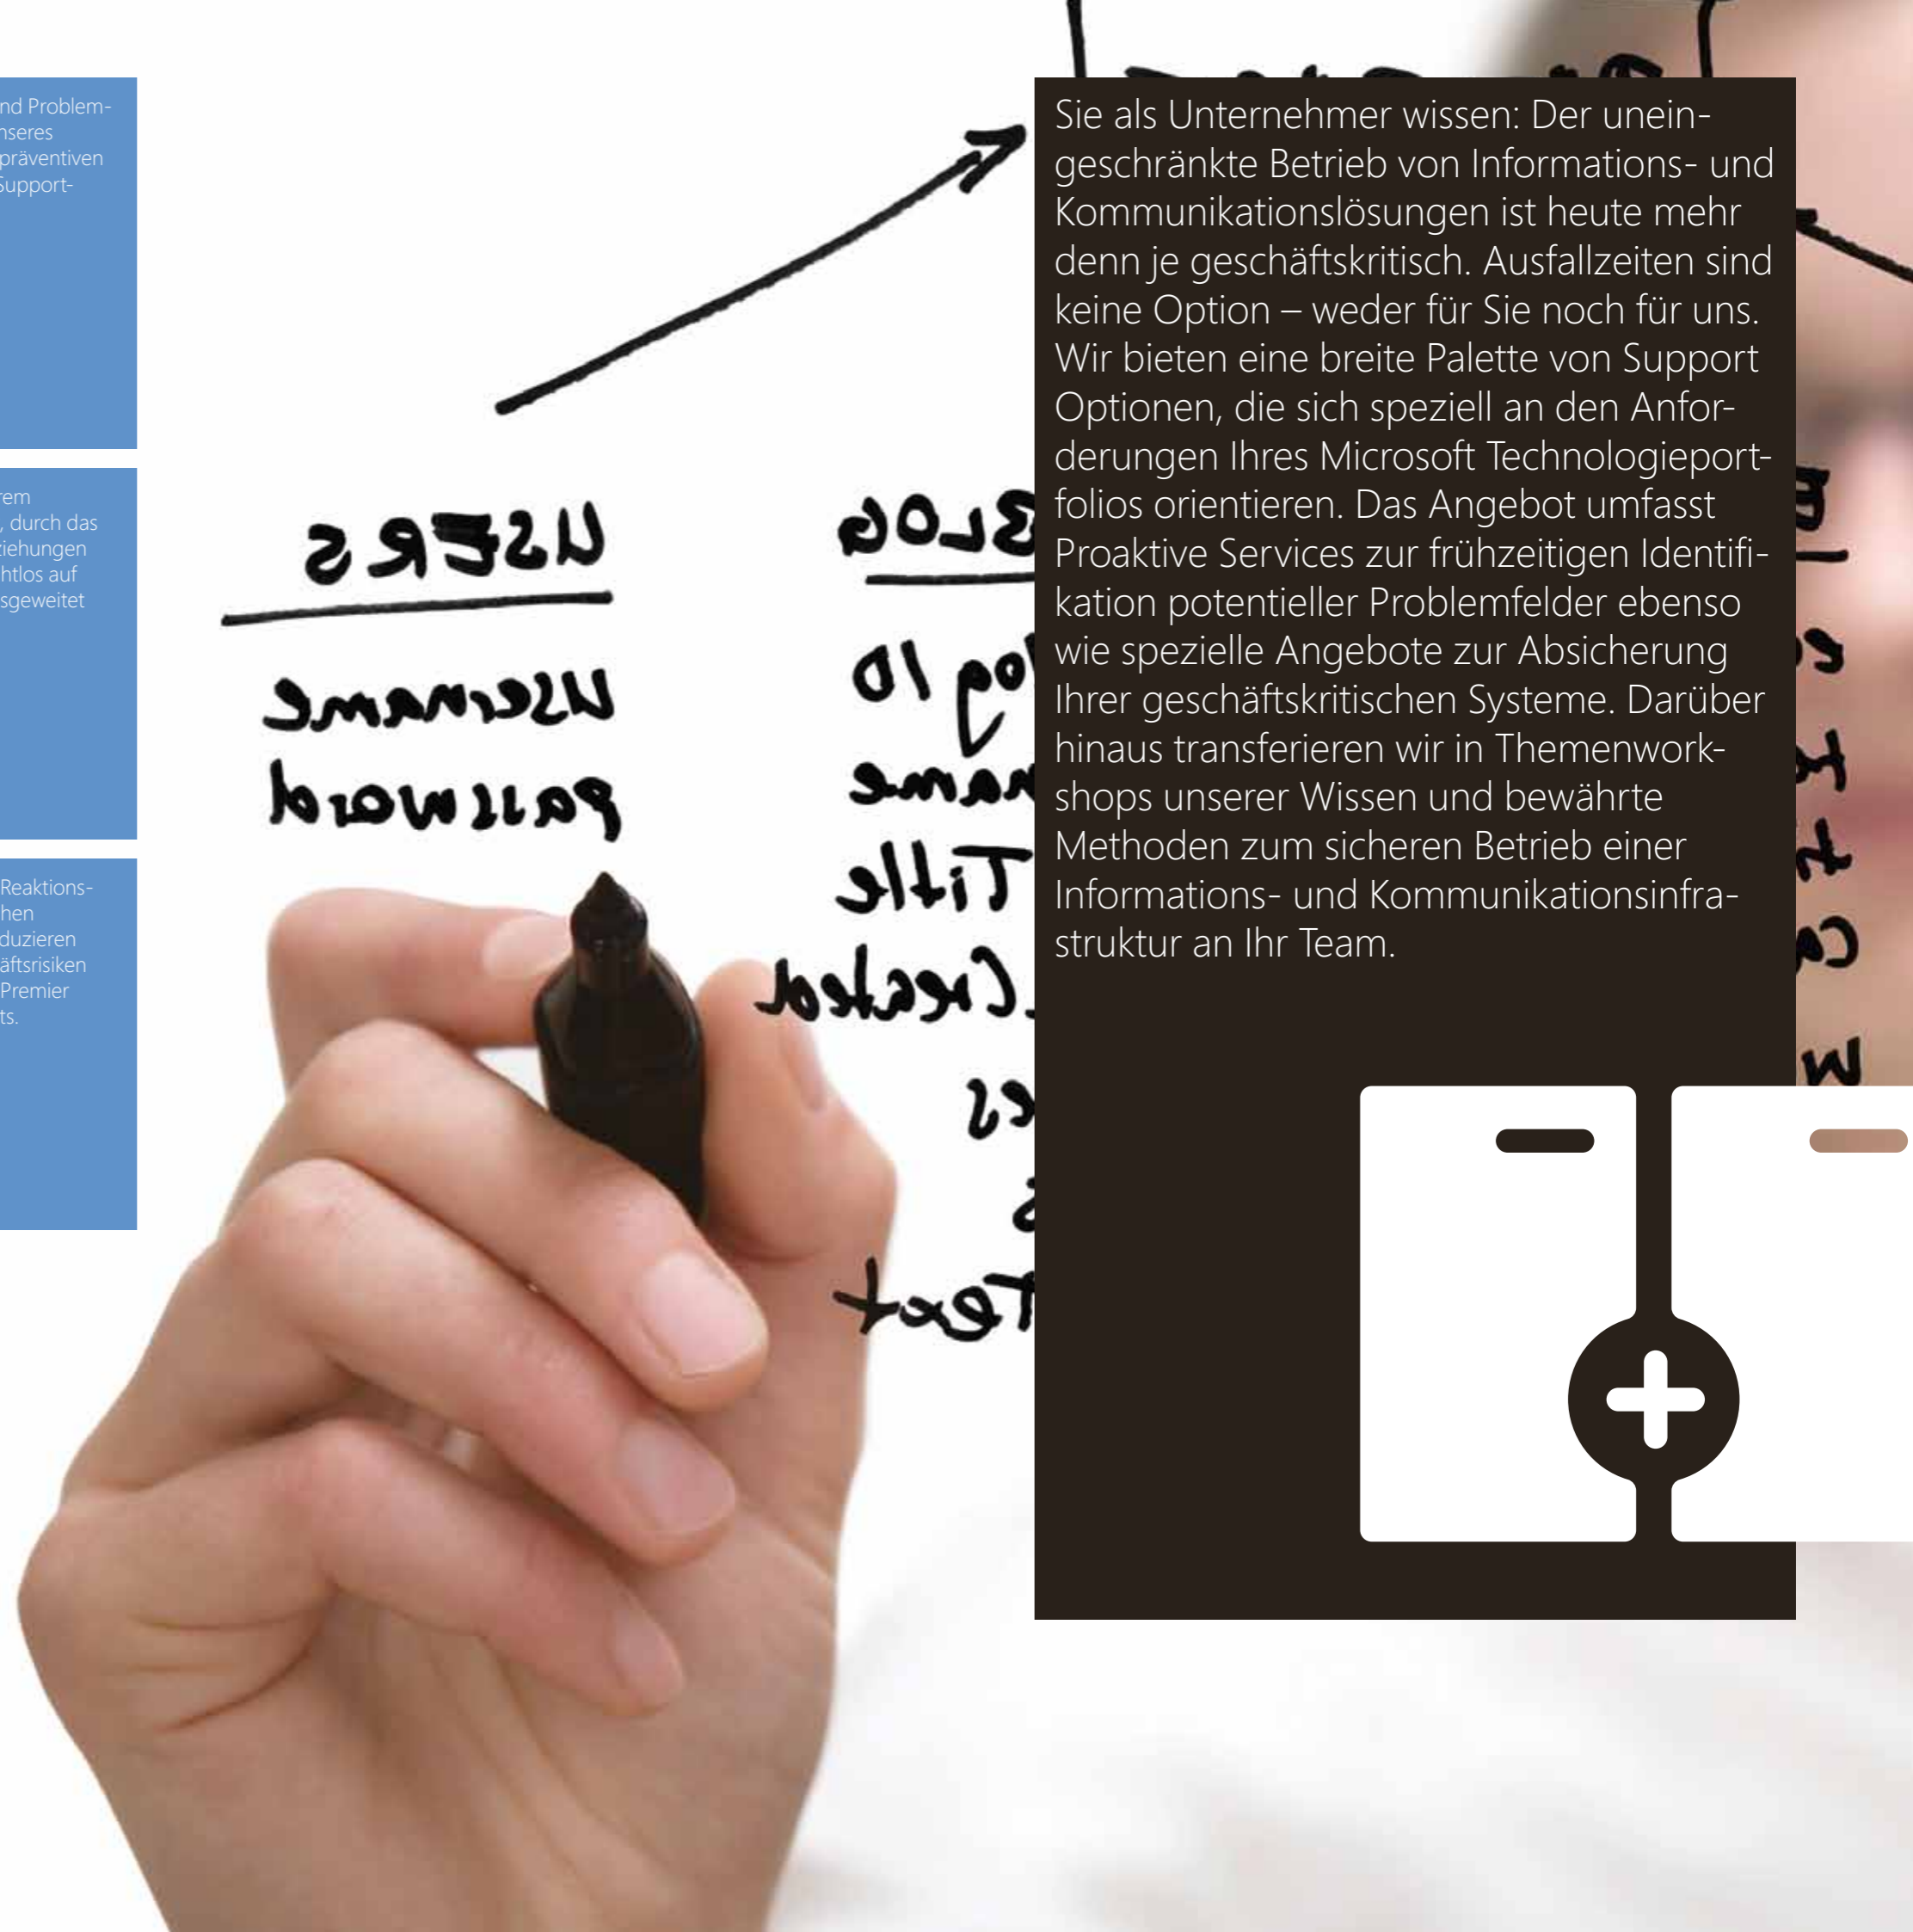 nd Problem-
nseres
präventiven
Support-
rem
, durch das
ziehungen
htlos auf
sgeweitet
Reaktions-
hen
duzieren
äftsrisiken
Premier
ts.
USERS
username
password
BLOG
og ID
name
Title
_Created
es
s
Text
Sie als Unternehmer wissen: Der unein-
geschränkte Betrieb von Informations- und
Kommunikationslösungen ist heute mehr
denn je geschäftskritisch. Ausfallzeiten sind
keine Option – weder für Sie noch für uns.
Wir bieten eine breite Palette von Support
Optionen, die sich speziell an den Anfor-
derungen Ihres Microsoft Technologieport-
folios orientieren. Das Angebot umfasst
Proaktive Services zur frühzeitigen Identifi-
kation potentieller Problemfelder ebenso
wie spezielle Angebote zur Absicherung
Ihrer geschäftskritischen Systeme. Darüber
hinaus transferieren wir in Themenwork-
shops unserer Wissen und bewährte
Methoden zum sicheren Betrieb einer
Informations- und Kommunikationsinfra-
struktur an Ihr Team.